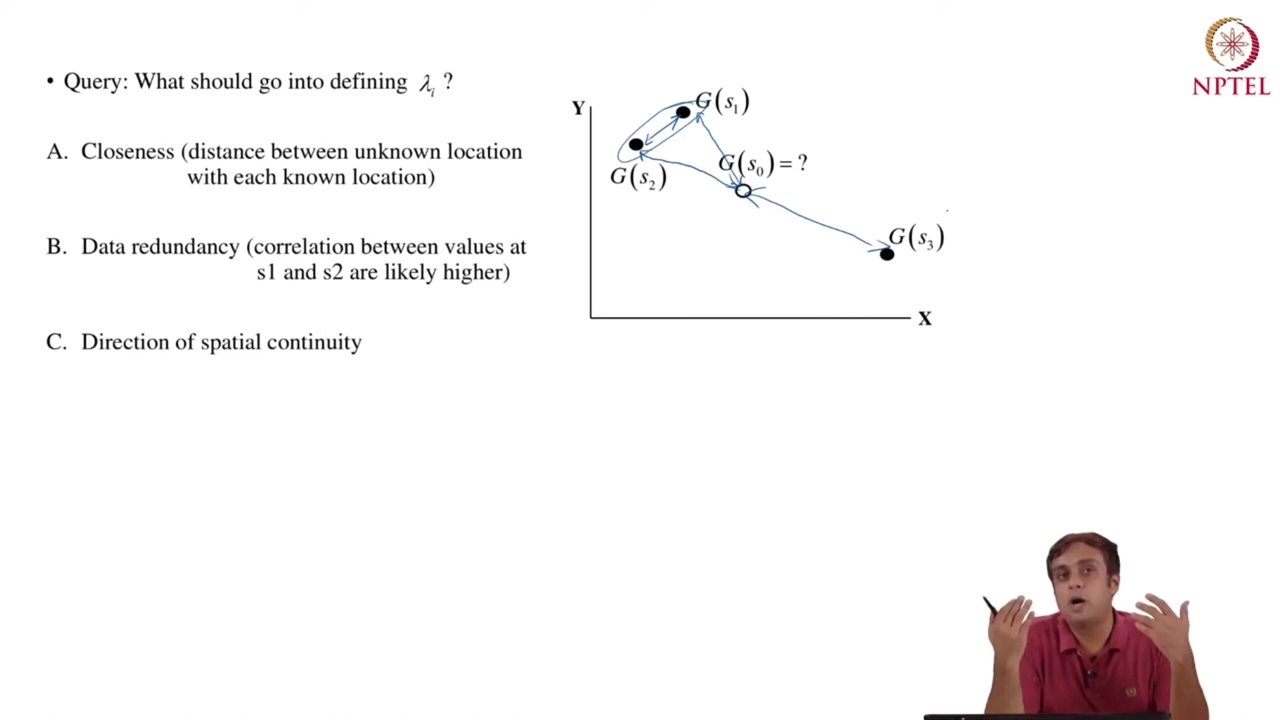 NPTEL
• Query: What should go into defining λᵢ ?
A. Closeness (distance between unknown location
with each known location)
B. Data redundancy (correlation between values at
s1 and s2 are likely higher)
C. Direction of spatial continuity
Y
G(s₁)
G(s₀) = ?
G(s₂)
G(s₃)
X